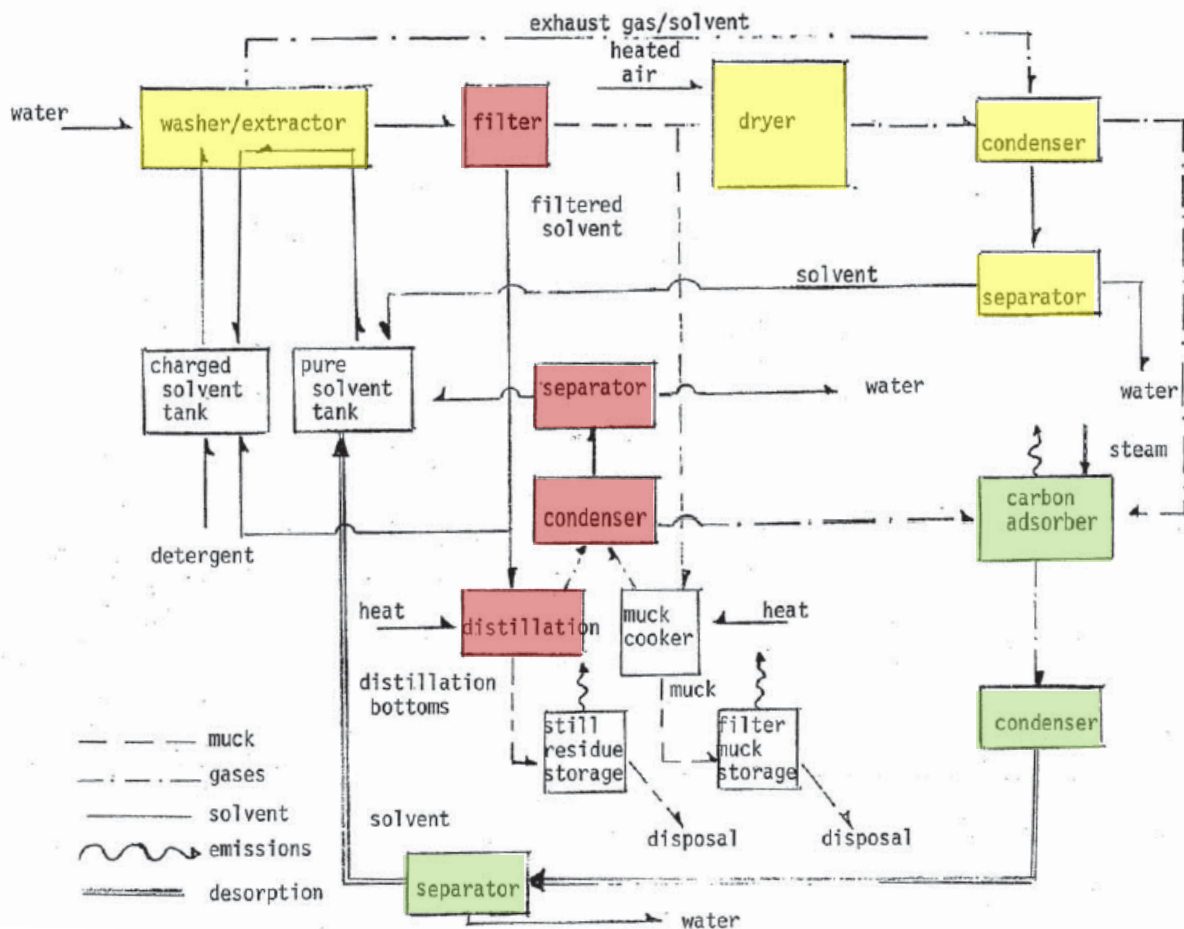 exhaust gas/solvent
heated
air
water
washer/extractor
filter
dryer
condenser
filtered
solvent
solvent
separator
charged
solvent
tank
pure
solvent
tank
separator
water
water
steam
condenser
carbon
adsorber
detergent
heat
distillation
muck
cooker
heat
distillation
bottoms
muck
still
residue
storage
filter
muck
storage
condenser
muck
gases
solvent
emissions
desorption
solvent
disposal
disposal
separator
water